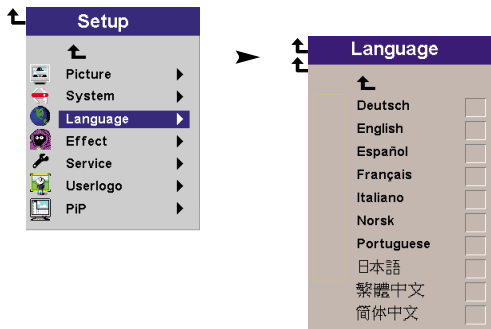 Setup
Picture
System
Language
Effect
Service
Userlogo
PiP
Language
Deutsch
English
Español
Français
Italiano
Norsk
Portuguese
日本語
繁體中文
简体中文